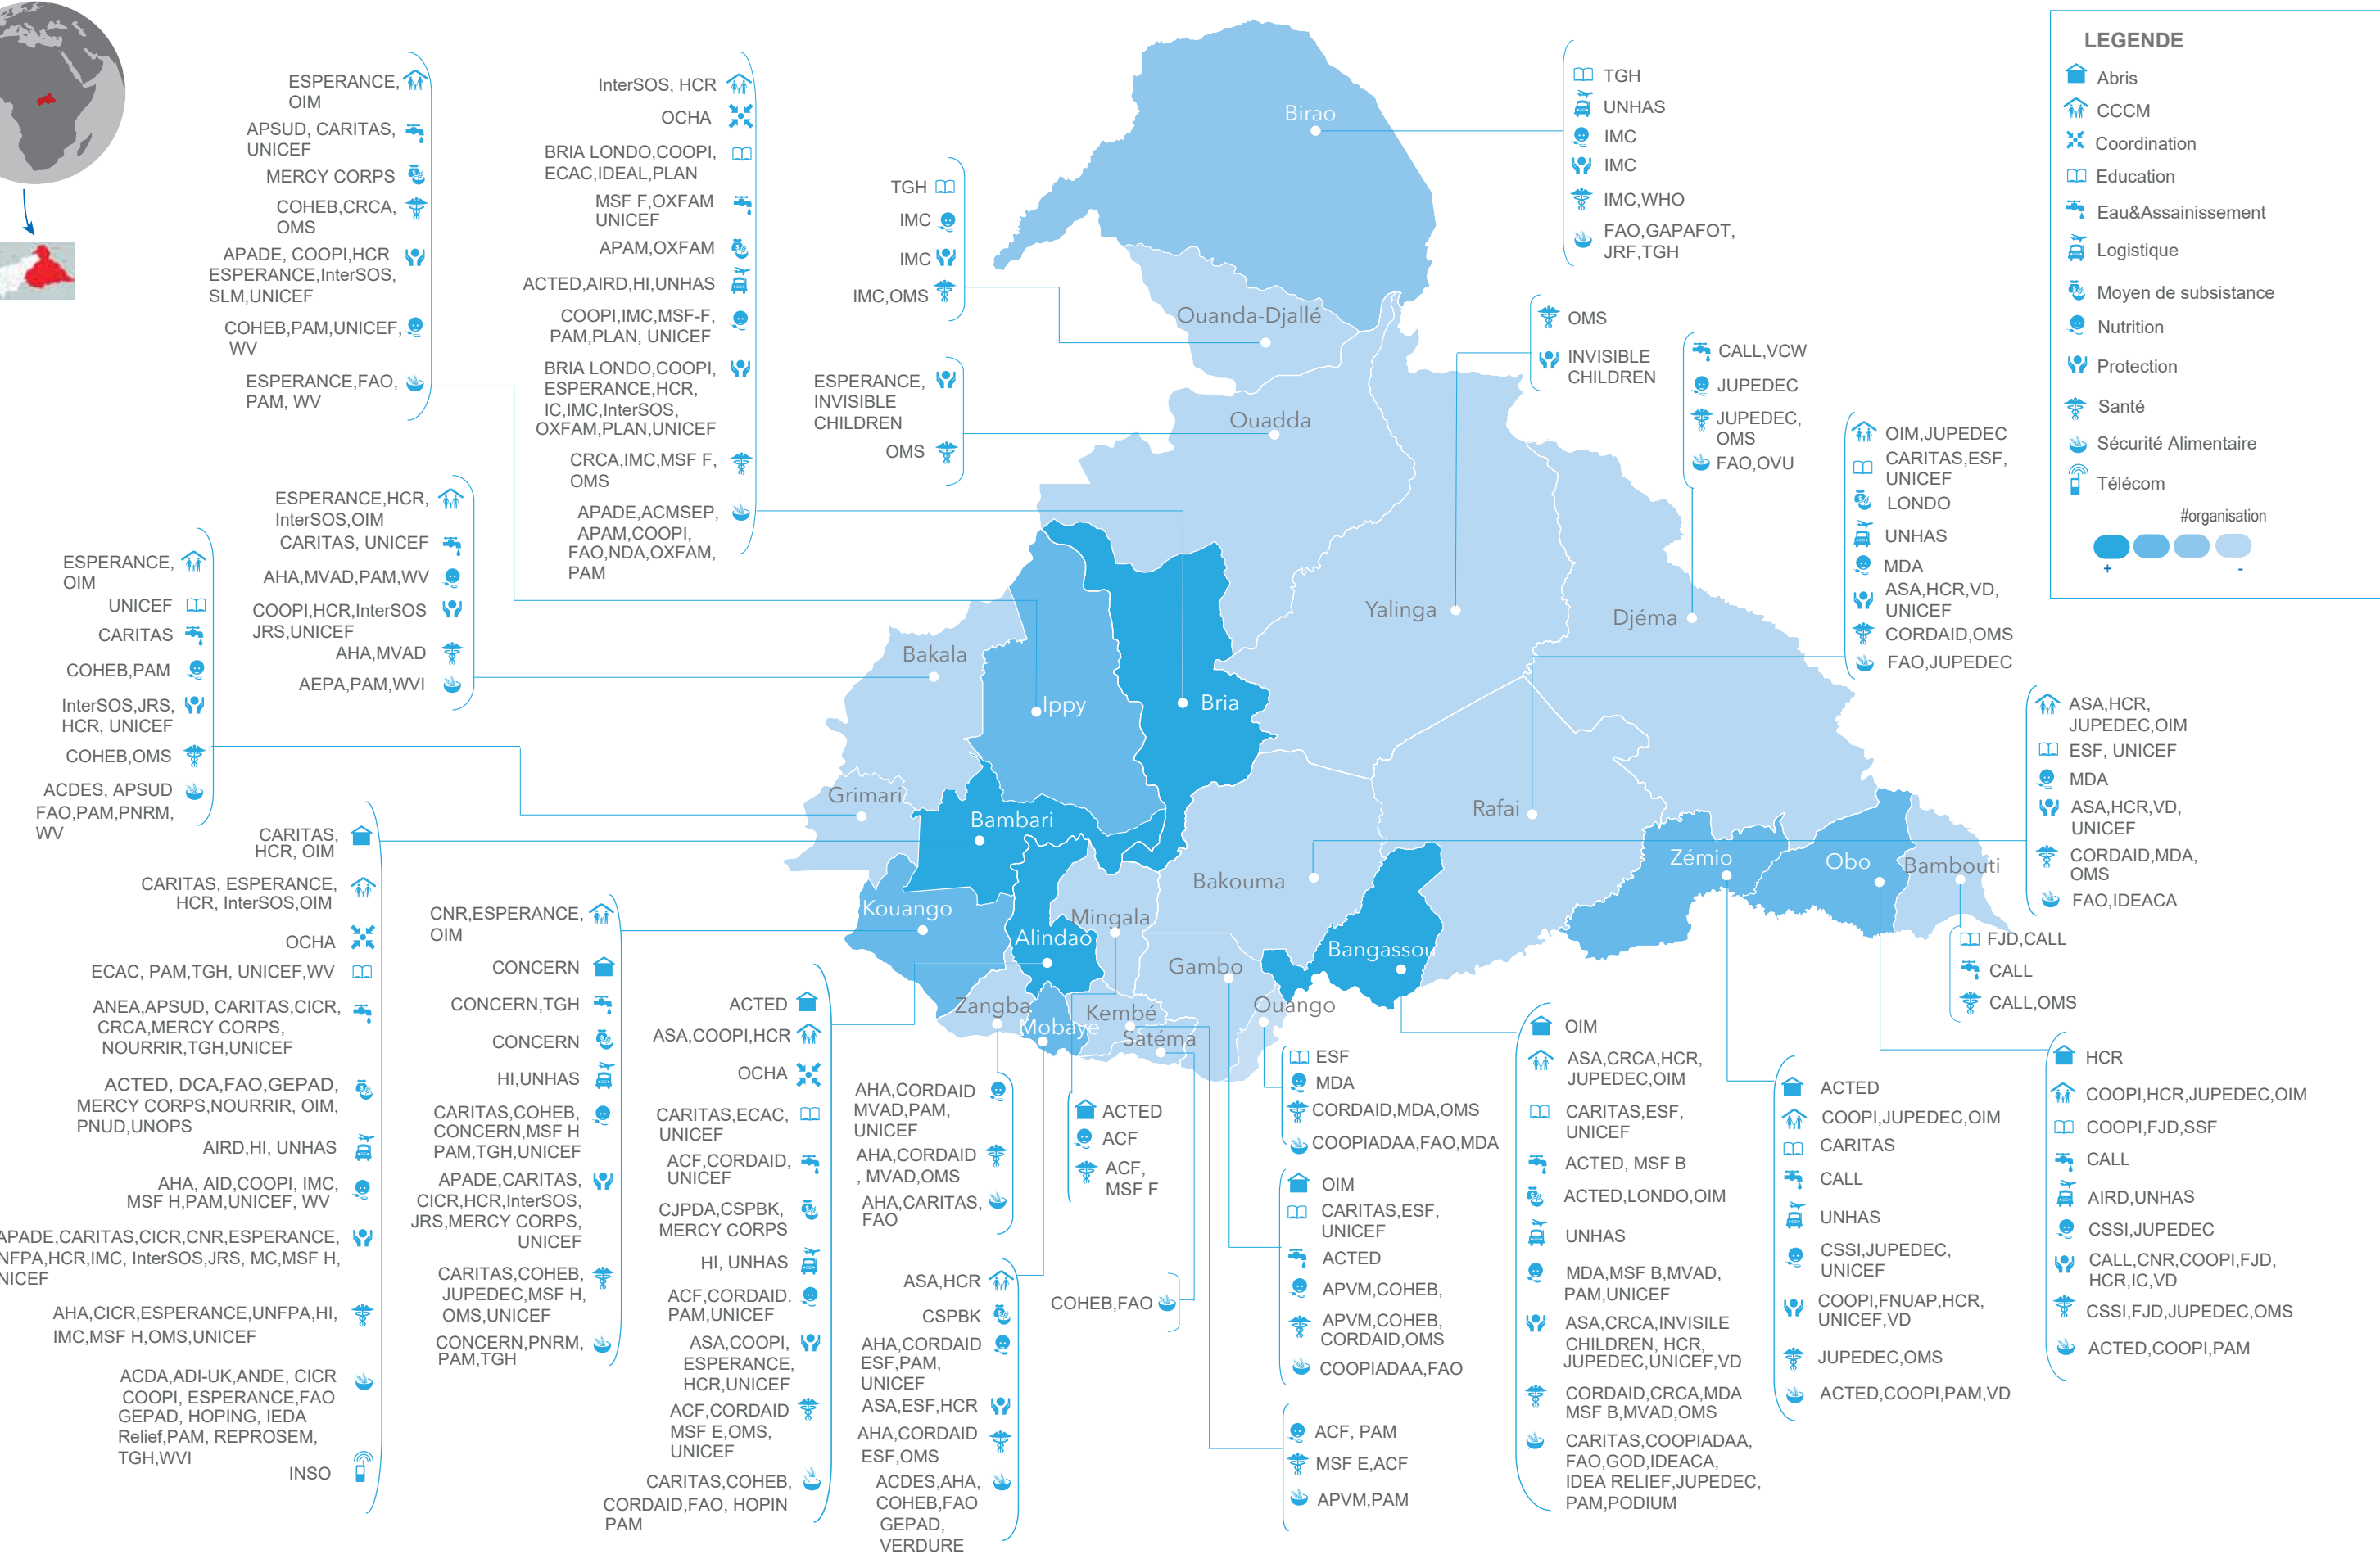 ESPERANCE,
OIM
APSUD, CARITAS,
UNICEF
MERCY CORPS
COHEB,CRCA,
OMS
APADE, COOPI,HCR
ESPERANCE,InterSOS,
SLM,UNICEF
COHEB,PAM,UNICEF,
WV
ESPERANCE,FAO,
PAM, WV
InterSOS, HCR
OCHA
BRIA LONDO,COOPI,
ECAC,IDEAL,PLAN
MSF F,OXFAM
UNICEF
APAM,OXFAM
ACTED,AIRD,HI,UNHAS
COOPI,IMC,MSF-F,
PAM,PLAN, UNICEF
BRIA LONDO,COOPI,
ESPERANCE,HCR,
IC,IMC,InterSOS,
OXFAM,PLAN,UNICEF
CRCA,IMC,MSF F,
OMS
APADE,ACMSEP,
APAM,COOPI,
FAO,NDA,OXFAM,
PAM
TGH
IMC
IMC
IMC,OMS
ESPERANCE,
INVISIBLE
CHILDREN
OMS
TGH
UNHAS
IMC
IMC
IMC,WHO
FAO,GAPAFOT,
JRF,TGH
OMS
INVISIBLE
CHILDREN
CALL,VCW
JUPEDEC
JUPEDEC,
OMS
FAO,OVU
OIM,JUPEDEC
CARITAS,ESF,
UNICEF
LONDO
UNHAS
MDA
ASA,HCR,VD,
UNICEF
CORDAID,OMS
FAO,JUPEDEC
LEGENDE
Abris
CCCM
Coordination
Education
Eau&Assainissement
Logistique
Moyen de subsistance
Nutrition
Protection
Santé
Sécurité Alimentaire
Télécom
#organisation
+ -
ESPERANCE,HCR,
InterSOS,OIM
CARITAS, UNICEF
AHA,MVAD,PAM,WV
COOPI,HCR,InterSOS
JRS,UNICEF
AHA,MVAD
AEPA,PAM,WVI
ESPERANCE,
OIM
UNICEF
CARITAS
COHEB,PAM
InterSOS,JRS,
HCR, UNICEF
COHEB,OMS
ACDES, APSUD
FAO,PAM,PNRM,
WV
Birao
Ouanda-Djallé
Ouadda
Yalinga
Djéma
Bakala
Ippy
Bria
Grimari
Bambari
Rafai
Zémio
Obo
Bambouti
Bakouma
Kouango
Alindao
Mingala
Bangassou
Gambo
Zangba
Mobaye
Kembé
Satéma
Ouango
ASA,HCR,
JUPEDEC,OIM
ESF, UNICEF
MDA
ASA,HCR,VD,
UNICEF
CORDAID,MDA,
OMS
FAO,IDEACA
FJD,CALL
CALL
CALL,OMS
CARITAS,
HCR, OIM
CARITAS, ESPERANCE,
HCR, InterSOS,OIM
OCHA
ECAC, PAM,TGH, UNICEF,WV
ANEA,APSUD, CARITAS,CICR,
CRCA,MERCY CORPS,
NOURRIR,TGH,UNICEF
ACTED, DCA,FAO,GEPAD,
MERCY CORPS,NOURRIR, OIM,
PNUD,UNOPS
AIRD,HI, UNHAS
AHA, AID,COOPI, IMC,
MSF H,PAM,UNICEF, WV
APADE,CARITAS,CICR,CNR,ESPERANCE,
NFPA,HCR,IMC, InterSOS,JRS, MC,MSF H,
NICEF
AHA,CICR,ESPERANCE,UNFPA,HI,
IMC,MSF H,OMS,UNICEF
ACDA,ADI-UK,ANDE, CICR
COOPI, ESPERANCE,FAO
GEPAD, HOPING, IEDA
Relief,PAM, REPROSEM,
TGH,WVI
INSO
CNR,ESPERANCE,
OIM
CONCERN
CONCERN,TGH
CONCERN
HI,UNHAS
CARITAS,COHEB,
CONCERN,MSF H
PAM,TGH,UNICEF
APADE,CARITAS,
CICR,HCR,InterSOS,
JRS,MERCY CORPS,
UNICEF
CARITAS,COHEB,
JUPEDEC,MSF H,
OMS,UNICEF
CONCERN,PNRM,
PAM,TGH
ACTED
ASA,COOPI,HCR
OCHA
CARITAS,ECAC,
UNICEF
ACF,CORDAID,
UNICEF
CJPDA,CSPBK,
MERCY CORPS
HI, UNHAS
ACF,CORDAID.
PAM,UNICEF
ASA,COOPI,
ESPERANCE,
HCR,UNICEF
ACF,CORDAID
MSF E,OMS,
UNICEF
CARITAS,COHEB,
CORDAID,FAO, HOPIN
PAM
AHA,CORDAID
MVAD,PAM,
UNICEF
AHA,CORDAID
, MVAD,OMS
AHA,CARITAS,
FAO
ASA,HCR
CSPBK
AHA,CORDAID
ESF,PAM,
UNICEF
ASA,ESF,HCR
AHA,CORDAID
ESF,OMS
ACDES,AHA,
COHEB,FAO
GEPAD,
VERDURE
ACTED
ACF
ACF,
MSF F
COHEB,FAO
ESF
MDA
CORDAID,MDA,OMS
COOPIADAA,FAO,MDA
OIM
CARITAS,ESF,
UNICEF
ACTED
APVM,COHEB,
APVM,COHEB,
CORDAID,OMS
COOPIADAA,FAO
ACF, PAM
MSF E,ACF
APVM,PAM
OIM
ASA,CRCA,HCR,
JUPEDEC,OIM
CARITAS,ESF,
UNICEF
ACTED, MSF B
ACTED,LONDO,OIM
UNHAS
MDA,MSF B,MVAD,
PAM,UNICEF
ASA,CRCA,INVISILE
CHILDREN, HCR,
JUPEDEC,UNICEF,VD
CORDAID,CRCA,MDA
MSF B,MVAD,OMS
CARITAS,COOPIADAA,
FAO,GOD,IDEACA,
IDEA RELIEF,JUPEDEC,
PAM,PODIUM
ACTED
COOPI,JUPEDEC,OIM
CARITAS
CALL
UNHAS
CSSI,JUPEDEC,
UNICEF
COOPI,FNUAP,HCR,
UNICEF,VD
JUPEDEC,OMS
ACTED,COOPI,PAM,VD
HCR
COOPI,HCR,JUPEDEC,OIM
COOPI,FJD,SSF
CALL
AIRD,UNHAS
CSSI,JUPEDEC
CALL,CNR,COOPI,FJD,
HCR,IC,VD
CSSI,FJD,JUPEDEC,OMS
ACTED,COOPI,PAM